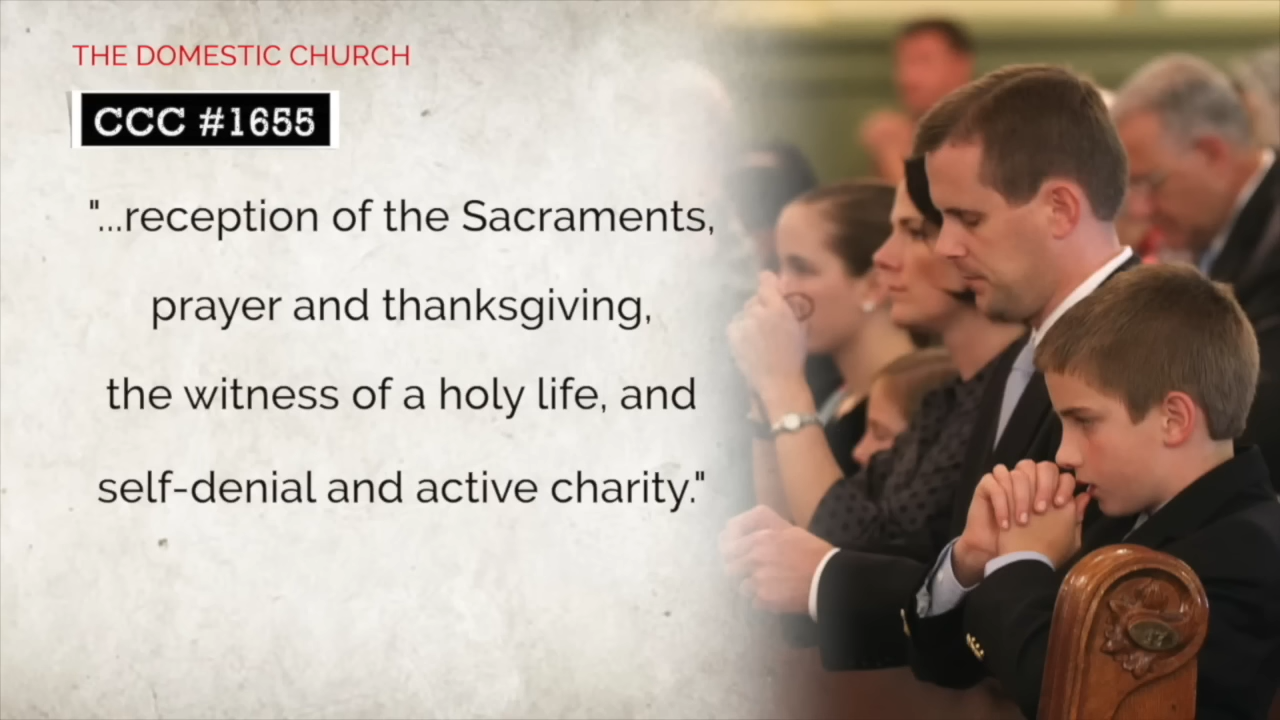 THE DOMESTIC CHURCH
CCC #1655
"...reception of the Sacraments,
prayer and thanksgiving,
the witness of a holy life, and
self-denial and active charity."